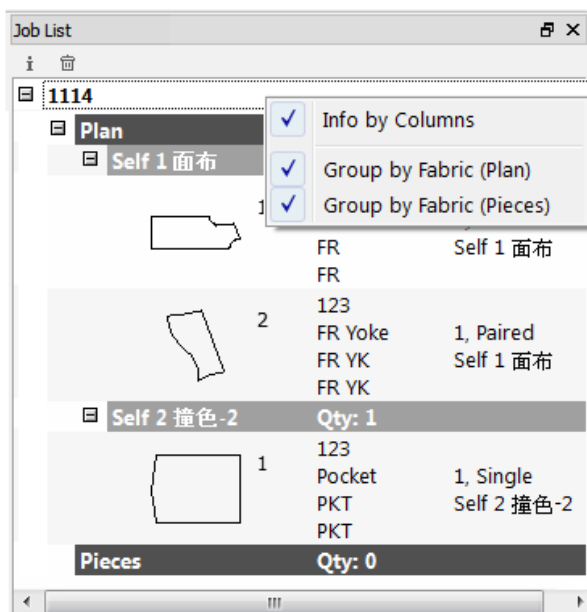 Job List
1114
Info by Columns
Plan
Self 1 面布
Group by Fabric (Plan)
Group by Fabric (Pieces)
1
FR Self 1 面布
FR
123
2 FR Yoke 1, Paired
FR YK Self 1 面布
FR YK
Self 2 撞色-2 Qty: 1
123
1 Pocket 1, Single
PKT Self 2 撞色-2
PKT
Pieces Qty: 0